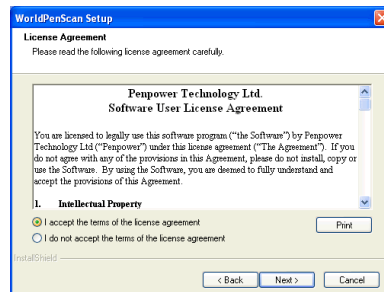 WorldPenScan Setup
License Agreement
Please read the following license agreement carefully.
Penpower Technology Ltd.
Software User License Agreement
You are licensed to legally use this software program ("the Software") by Penpower
Technology Ltd ("Penpower") under this license agreement ("The Agreement"). If you
do not agree with any of the provisions in this Agreement, please do not install, copy or
use the Software. By using the Software, you are deemed to fully understand and
accept the provisions of this Agreement.
1. Intellectual Property
I accept the terms of the license agreement
Print
I do not accept the terms of the license agreement
InstallShield
< Back
Next >
Cancel